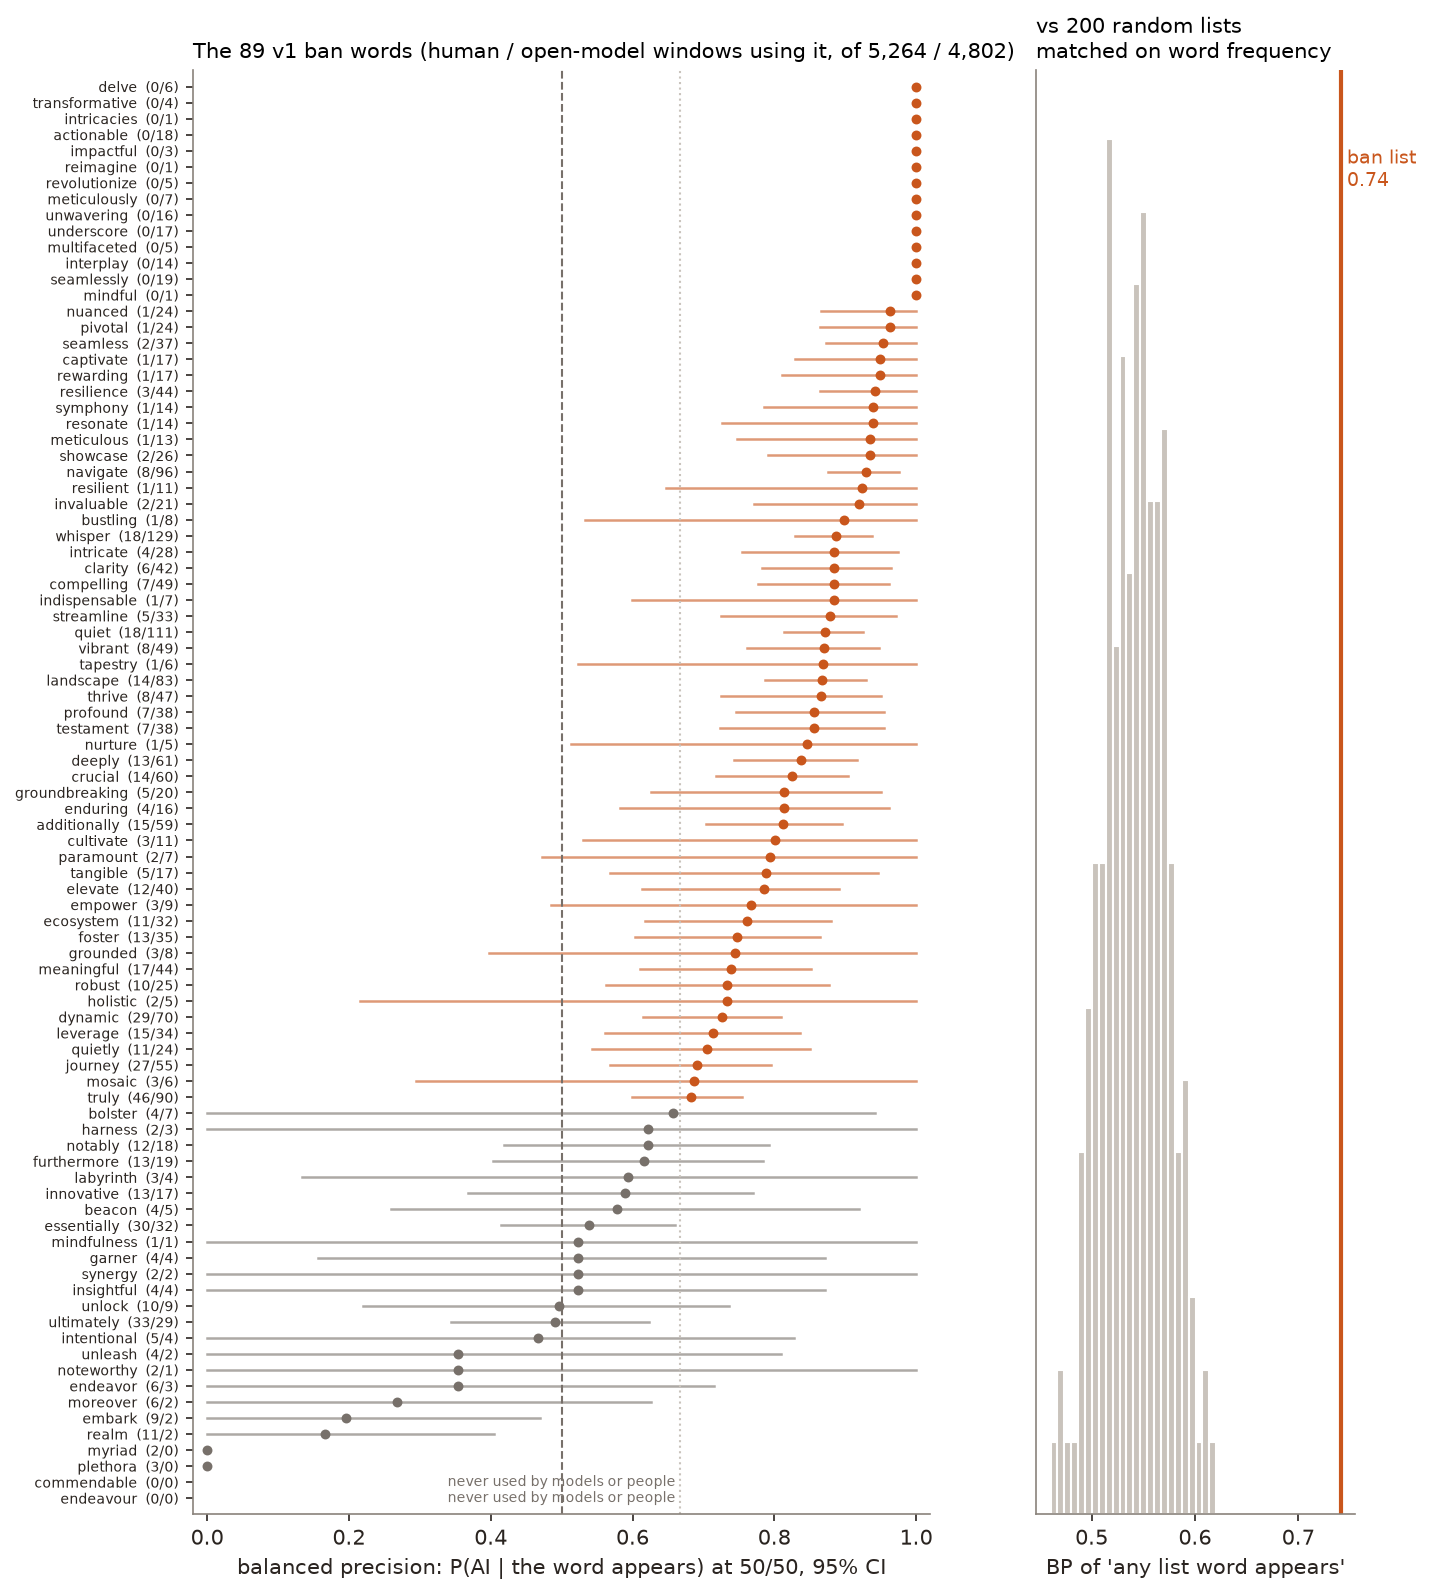 The 89 v1 ban words (human / open-model windows using it, of 5,264 / 4,802)
delve (0/6)
transformative (0/4)
intricacies (0/1)
actionable (0/18)
impactful (0/3)
reimagine (0/1)
revolutionize (0/5)
meticulously (0/7)
unwavering (0/16)
underscore (0/17)
multifaceted (0/5)
interplay (0/14)
seamlessly (0/19)
mindful (0/1)
nuanced (1/24)
pivotal (1/24)
seamless (2/37)
captivate (1/17)
rewarding (1/17)
resilience (3/44)
symphony (1/14)
resonate (1/14)
meticulous (1/13)
showcase (2/26)
navigate (8/96)
resilient (1/11)
invaluable (2/21)
bustling (1/8)
whisper (18/129)
intricate (4/28)
clarity (6/42)
compelling (7/49)
indispensable (1/7)
streamline (5/33)
quiet (18/111)
vibrant (8/49)
tapestry (1/6)
landscape (14/83)
thrive (8/47)
profound (7/38)
testament (7/38)
nurture (1/5)
deeply (13/61)
crucial (14/60)
groundbreaking (5/20)
enduring (4/16)
additionally (15/59)
cultivate (3/11)
paramount (2/7)
tangible (5/17)
elevate (12/40)
empower (3/9)
ecosystem (11/32)
foster (13/35)
grounded (3/8)
meaningful (17/44)
robust (10/25)
holistic (2/5)
dynamic (29/70)
leverage (15/34)
quietly (11/24)
journey (27/55)
mosaic (3/6)
truly (46/90)
bolster (4/7)
harness (2/3)
notably (12/18)
furthermore (13/19)
labyrinth (3/4)
innovative (13/17)
beacon (4/5)
essentially (30/32)
mindfulness (1/1)
garner (4/4)
synergy (2/2)
insightful (4/4)
unlock (10/9)
ultimately (33/29)
intentional (5/4)
unleash (4/2)
noteworthy (2/1)
endeavor (6/3)
moreover (6/2)
embark (9/2)
realm (11/2)
myriad (2/0)
plethora (3/0)
commendable (0/0)
never used by models or people
endeavour (0/0)
never used by models or people
0.0 0.2 0.4 0.6 0.8 1.0
balanced precision: P(AI | the word appears) at 50/50, 95% CI
vs 200 random lists
matched on word frequency
ban list
0.74
0.5 0.6 0.7
BP of 'any list word appears'